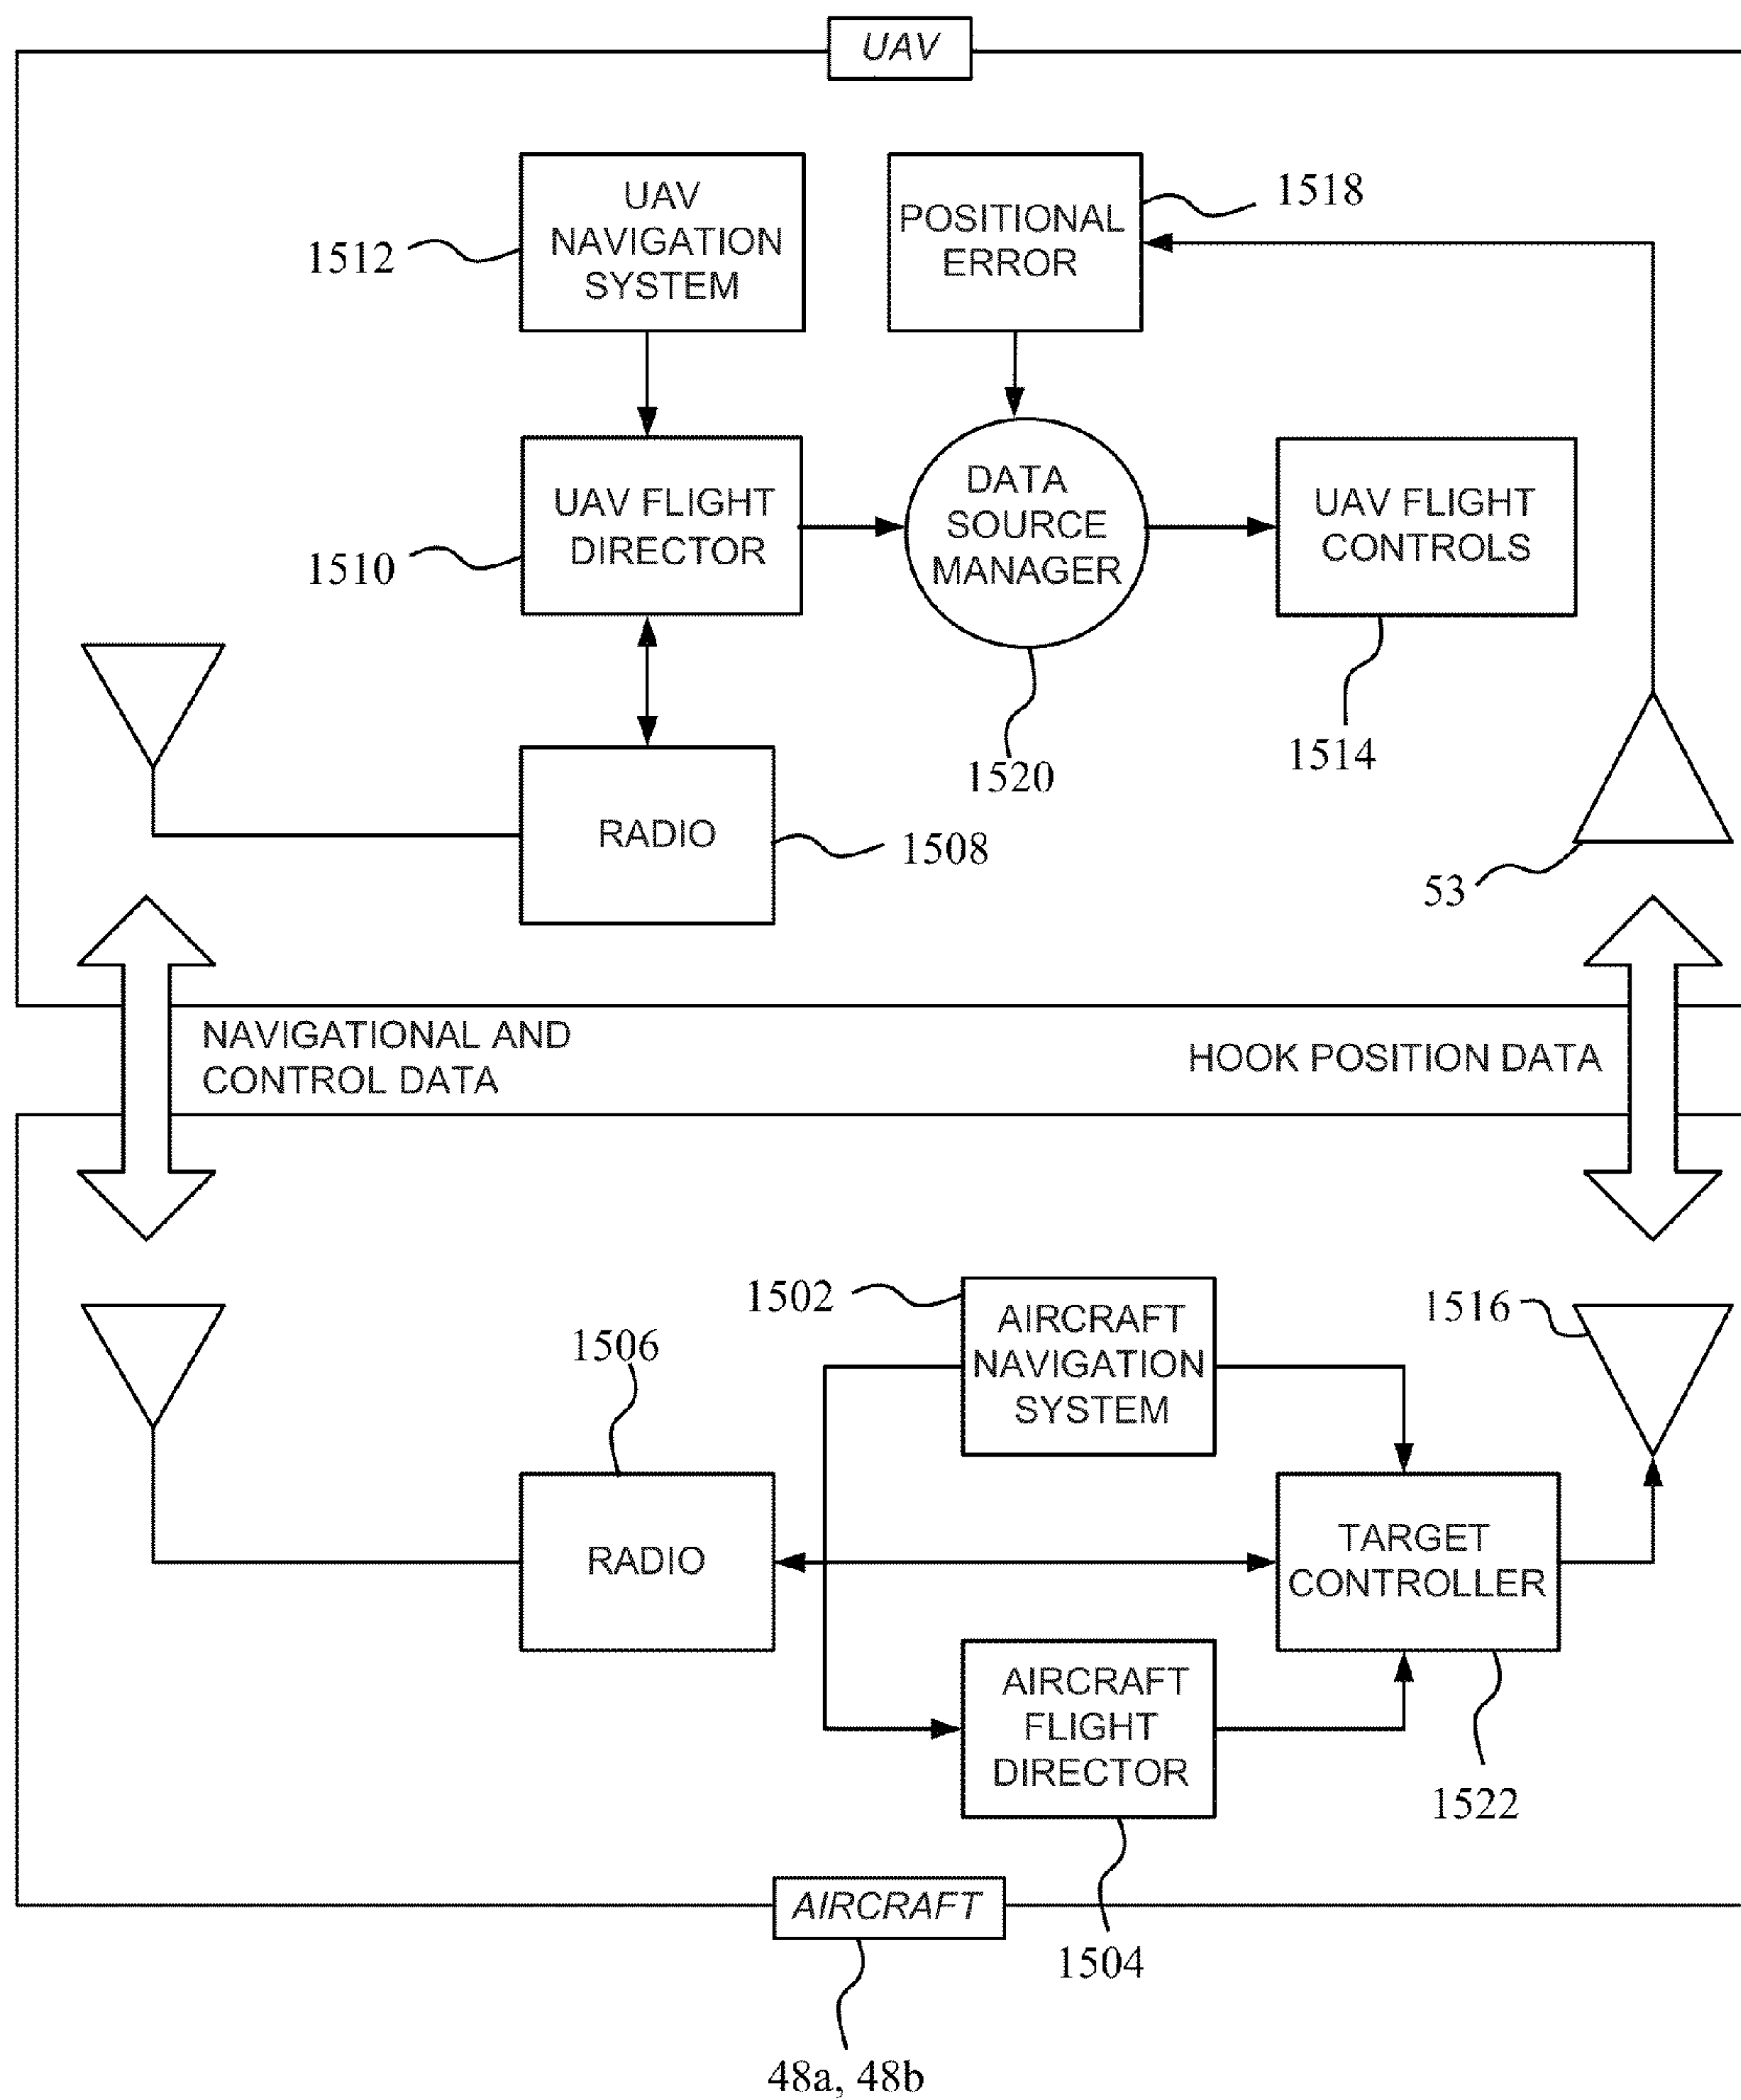 UAV
UAV
NAVIGATION
SYSTEM
1512
POSITIONAL
ERROR
1518
UAV FLIGHT
DIRECTOR
1510
DATA
SOURCE
MANAGER
1520
UAV FLIGHT
CONTROLS
1514
RADIO
1508
53
NAVIGATIONAL AND
CONTROL DATA
HOOK POSITION DATA
1502
AIRCRAFT
NAVIGATION
SYSTEM
1516
1506
RADIO
TARGET
CONTROLLER
1522
AIRCRAFT
FLIGHT
DIRECTOR
1504
AIRCRAFT
48a, 48b